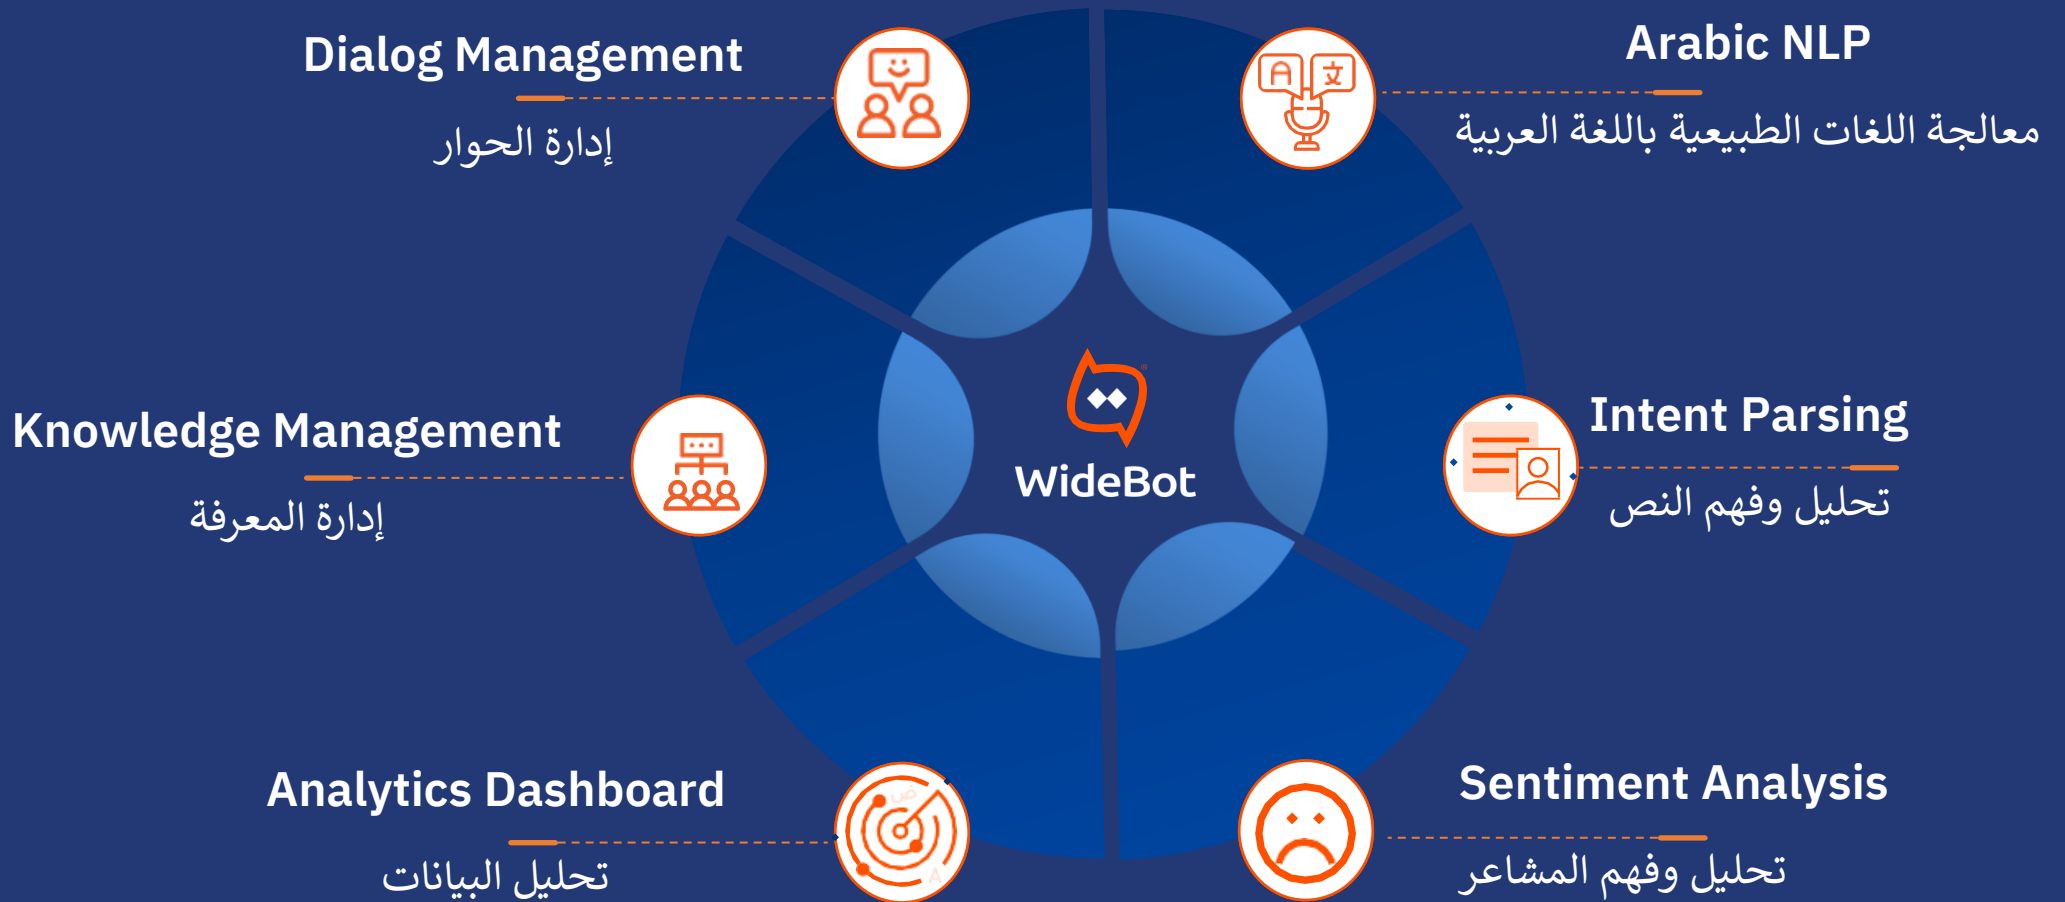 Dialog Management
إدارة الحوار
Arabic NLP
معالجة اللغات الطبيعية باللغة العربية
Knowledge Management
إدارة المعرفة
WideBot
Intent Parsing
تحليل وفهم النص
Analytics Dashboard
تحليل البيانات
ض
A
Sentiment Analysis
تحليل وفهم المشاعر
A
文